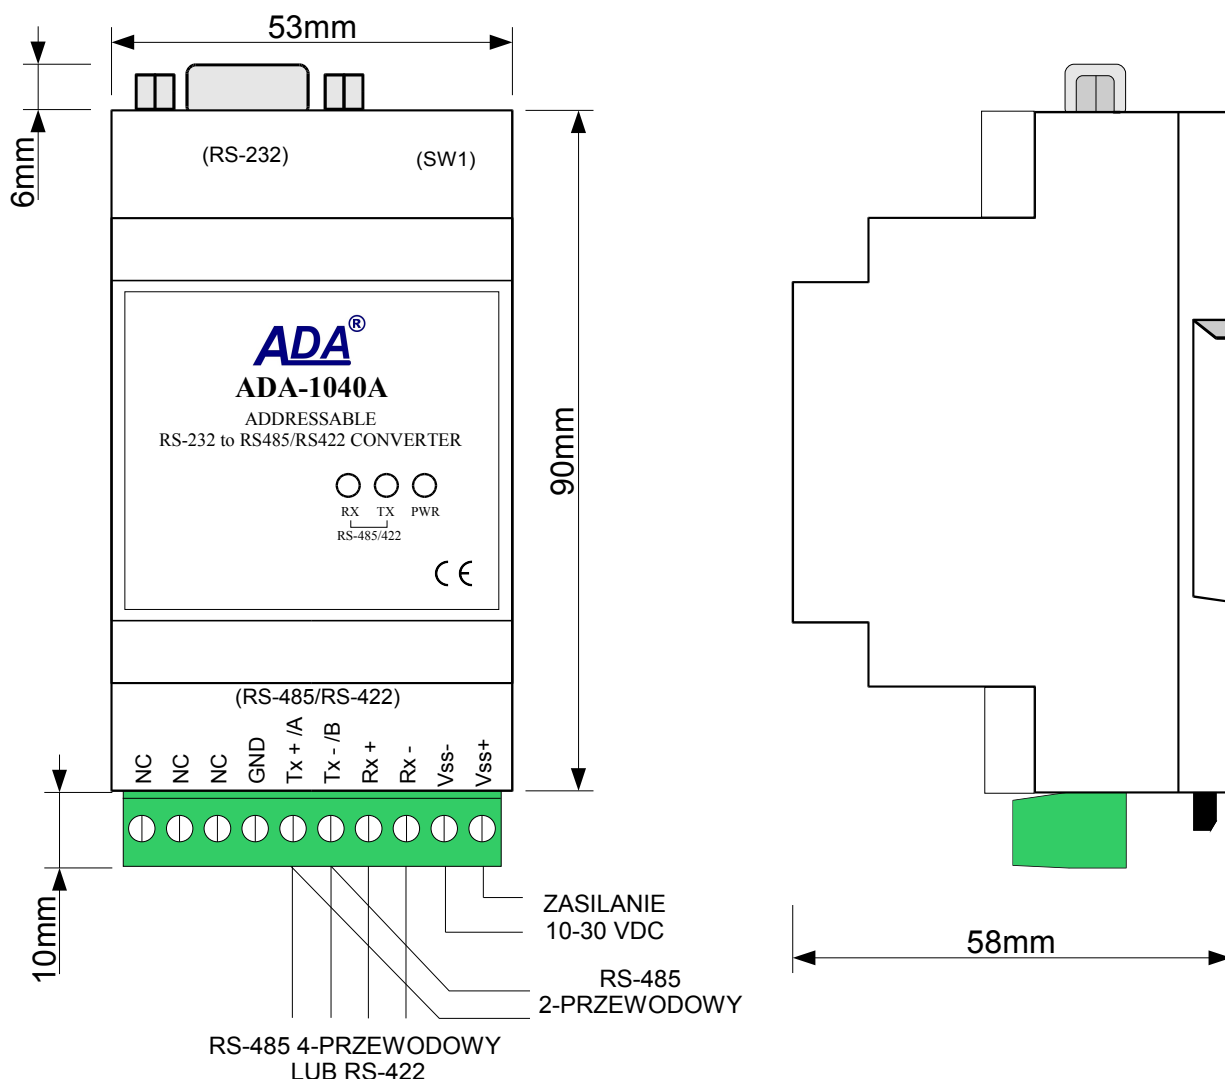 53mm
6mm
(RS-232)
(SW1)
ADA®
ADA-1040A
ADDRESSABLE
RS-232 to RS485/RS422 CONVERTER
RX TX PWR
RS-485/422
CE
90mm
(RS-485/RS-422)
NC
NC
NC
GND
Tx + /A
Tx - /B
Rx +
Rx -
Vss-
Vss+
10mm
ZASILANIE
10-30 VDC
RS-485
2-PRZEWODOWY
RS-485 4-PRZEWODOWY
LUB RS-422
58mm